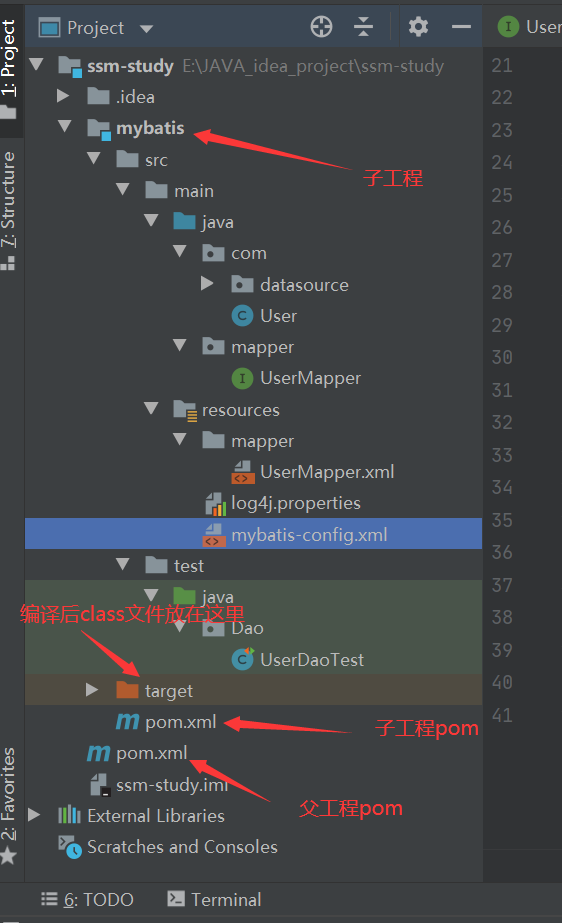 Project
User
1: Project
ssm-study E:\JAVA_idea_project\ssm-study
21
.idea
22
mybatis
23
src
子工程
24
main
25
java
26
com
27
datasource
28
7: Structure
User
29
mapper
30
UserMapper
31
resources
32
mapper
33
UserMapper.xml
34
log4j.properties
35
mybatis-config.xml
36
test
37
编译后class文件放在这里
java
38
Dao
39
UserDaoTest
40
target
41
pom.xml
子工程pom
pom.xml
ssm-study.iml
父工程pom
2: Favorites
External Libraries
Scratches and Consoles
6: TODO
Terminal